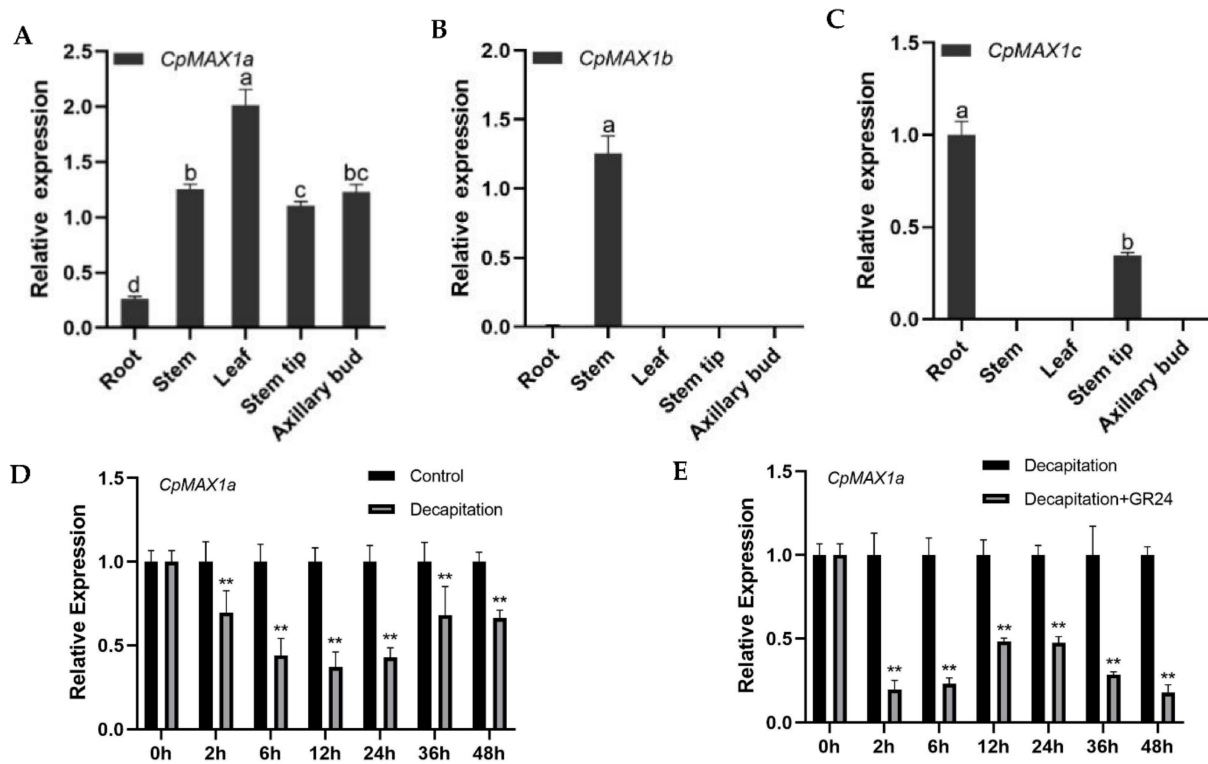 A
CpMAX1a
Relative expression
2.5
2.0
1.5
1.0
0.5
0.0
d
b
a
c
bc
Root
Stem
Leaf
Stem tip
Axillary bud
B
CpMAX1b
Relative expression
2.0
1.5
1.0
0.5
0.0
a
Root
Stem
Leaf
Stem tip
Axillary bud
C
CpMAX1c
Relative expression
1.5
1.0
0.5
0.0
a
b
Root
Stem
Leaf
Stem tip
Axillary bud
D
CpMAX1a
Control
Decapitation
Relative Expression
1.5
1.0
0.5
0.0
**
**
**
**
**
**
0h
2h
6h
12h
24h
36h
48h
E
CpMAX1a
Decapitation
Decapitation+GR24
Relative Expression
1.5
1.0
0.5
0.0
**
**
**
**
**
**
0h
2h
6h
12h
24h
36h
48h